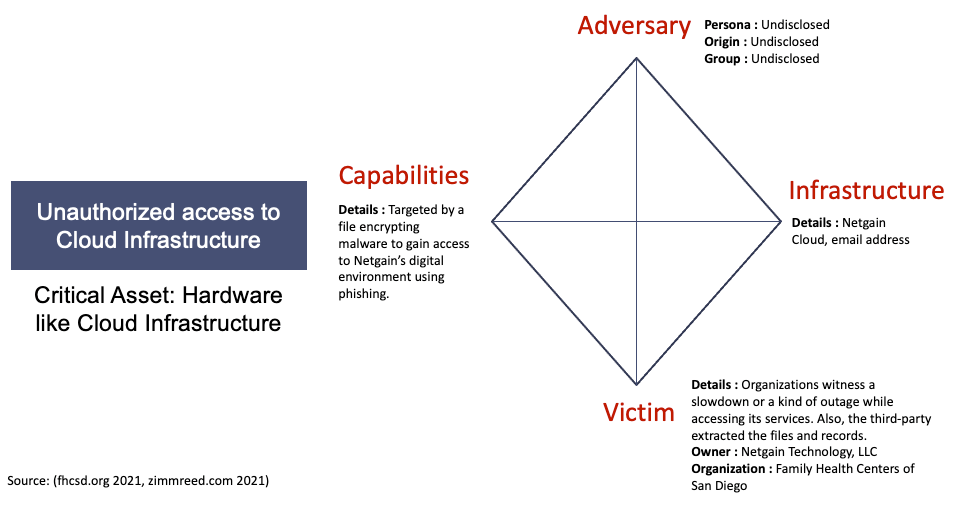 Adversary
Persona : Undisclosed
Origin : Undisclosed
Group : Undisclosed
Capabilities
Details : Targeted by a
file encrypting
malware to gain access
to Netgain’s digital
environment using
phishing.
Infrastructure
Details : Netgain
Cloud, email address
Unauthorized access to
Cloud Infrastructure
Critical Asset: Hardware
like Cloud Infrastructure
Victim
Details : Organizations witness a
slowdown or a kind of outage while
accessing its services. Also, the third-party
extracted the files and records.
Owner : Netgain Technology, LLC
Organization : Family Health Centers of
San Diego
Source: (fhcsd.org 2021, zimmreed.com 2021)